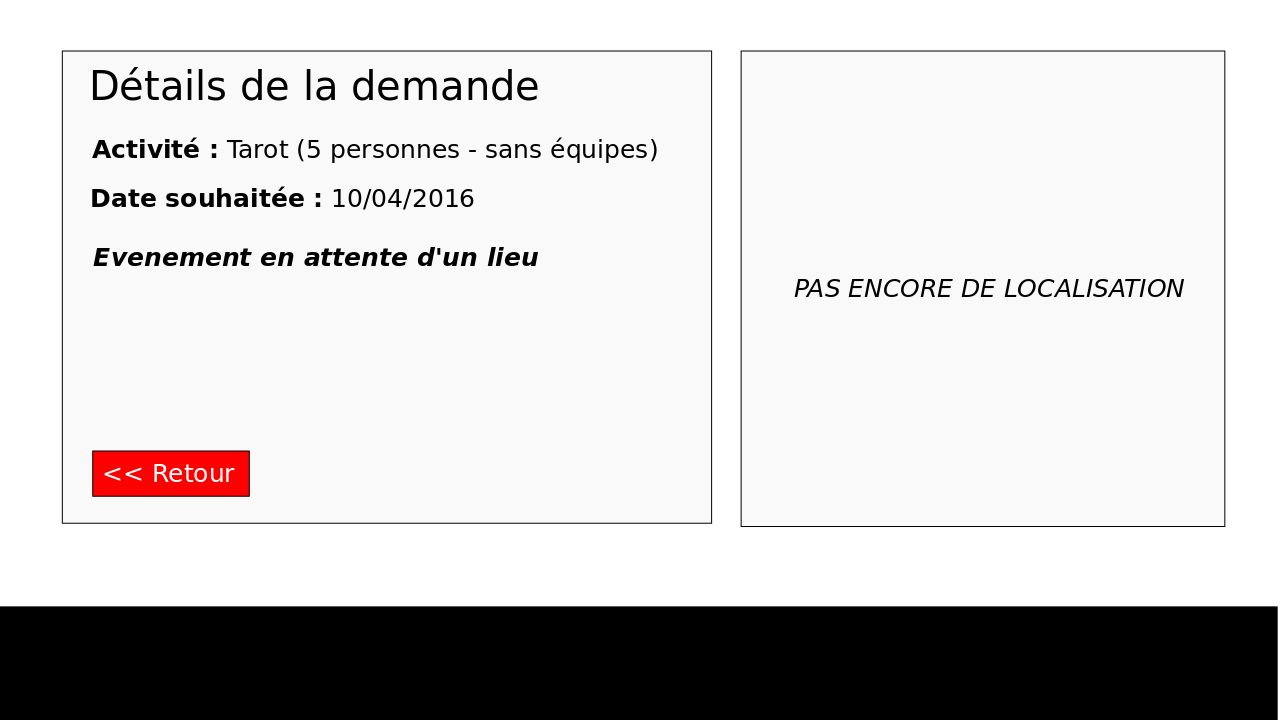 Détails de la demande
Activité : Tarot (5 personnes - sans équipes)
Date souhaitée : 10/04/2016
Evenement en attente d'un lieu
<< Retour
PAS ENCORE DE LOCALISATION